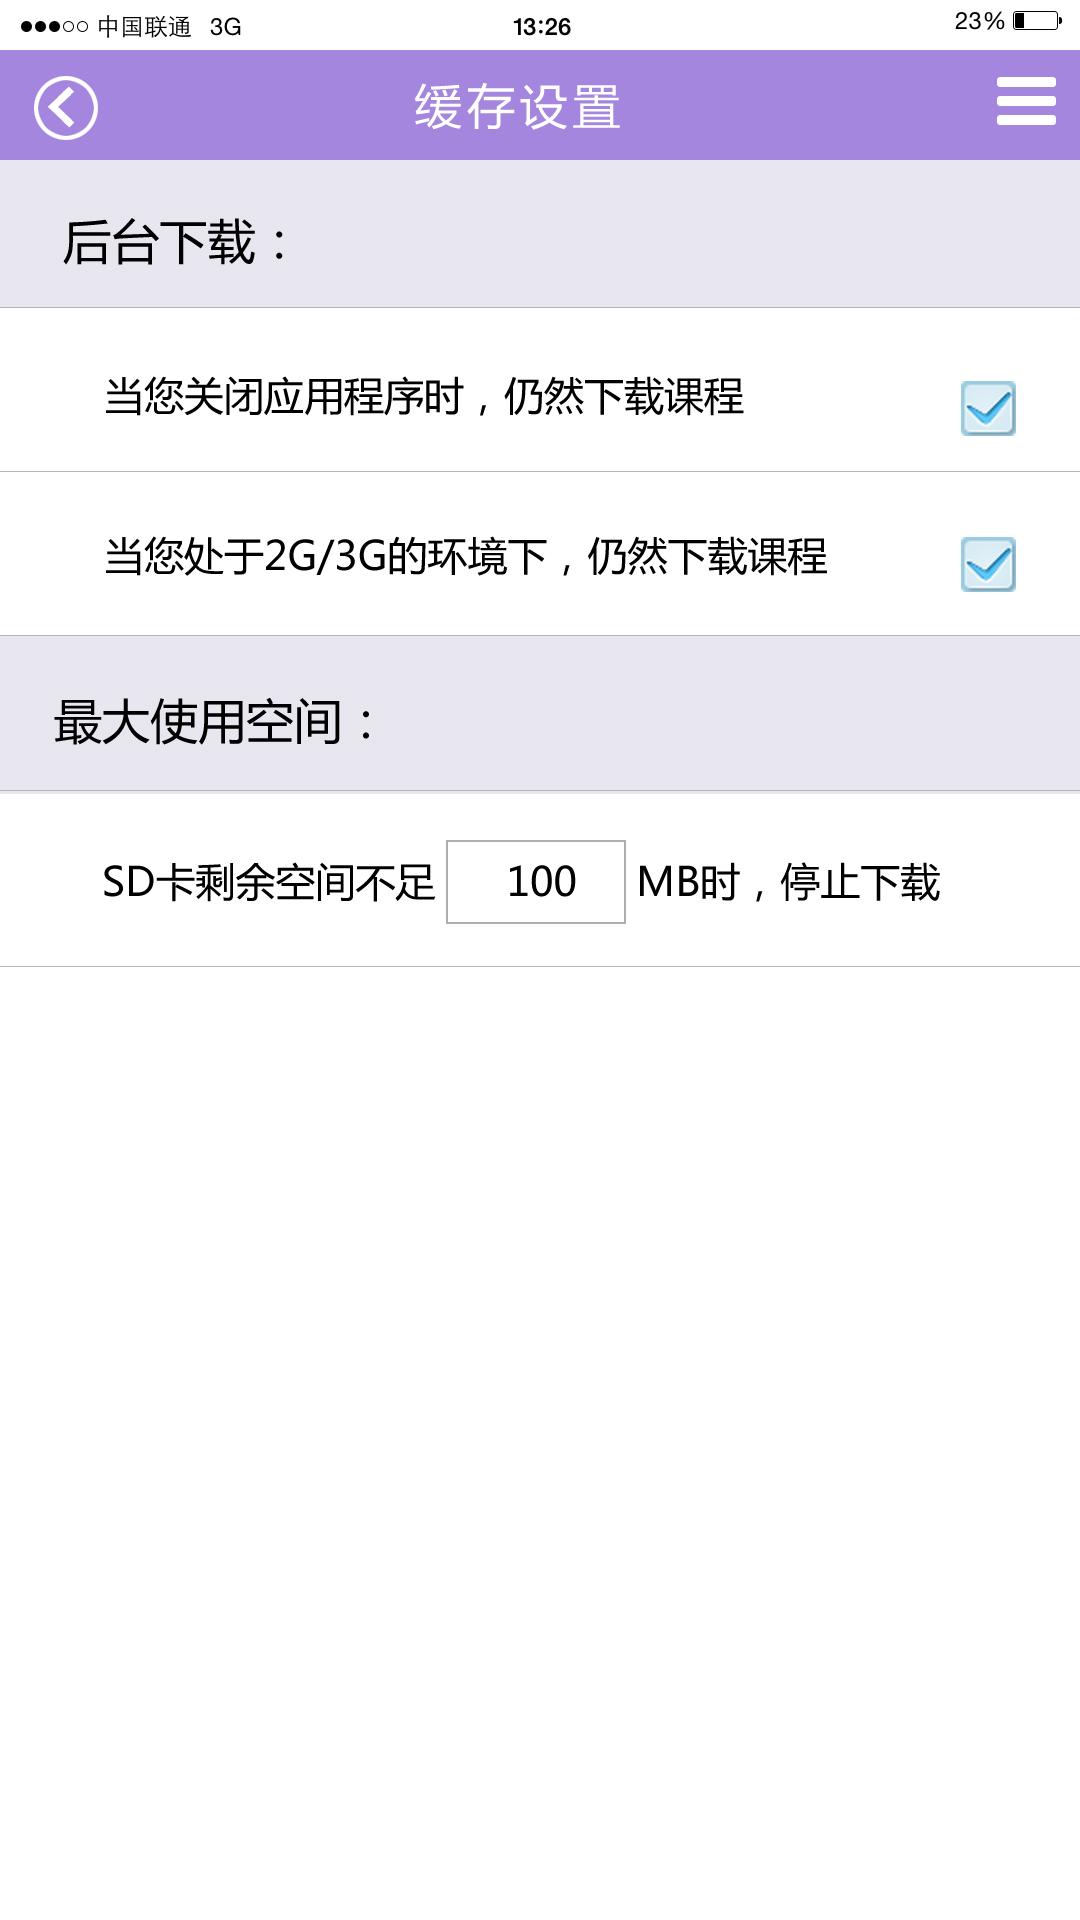 中国联通 3G 13:26 23%
缓存设置
后台下载：
当您关闭应用程序时，仍然下载课程
当您处于2G/3G的环境下，仍然下载课程
最大使用空间：
SD卡剩余空间不足 100 MB时，停止下载